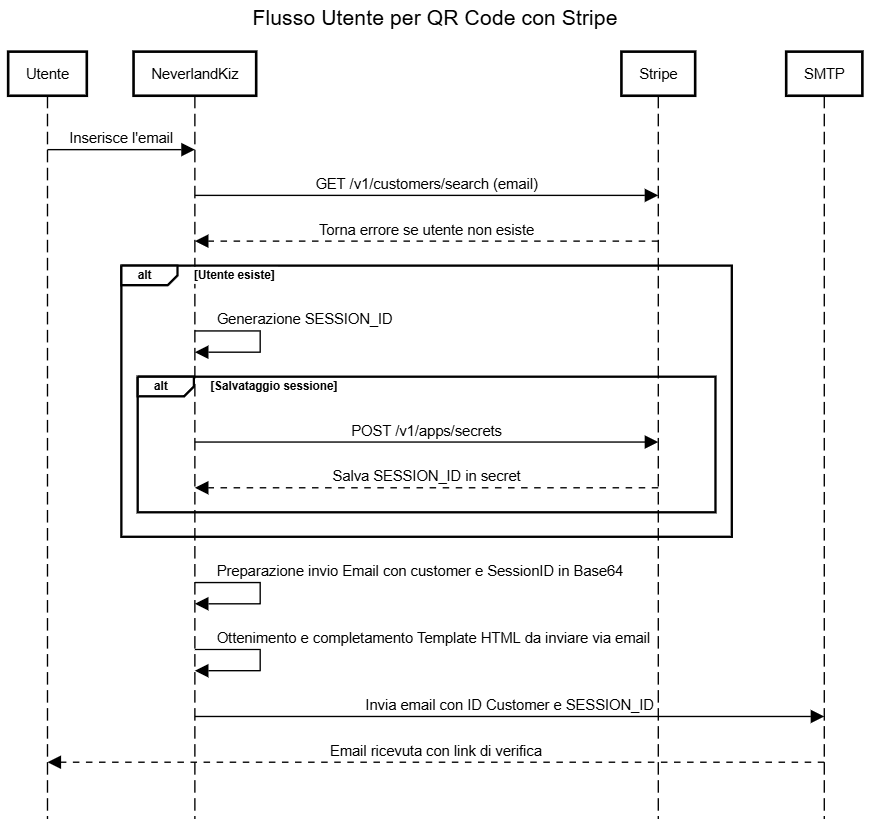 Flusso Utente per QR Code con Stripe
Utente
NeverlandKiz
Stripe
SMTP
Inserisce l'email
GET /v1/customers/search (email)
Torna errore se utente non esiste
alt
[Utente esiste]
Generazione SESSION_ID
alt
[Salvataggio sessione]
POST /v1/apps/secrets
Salva SESSION_ID in secret
Preparazione invio Email con customer e SessionID in Base64
Ottenimento e completamento Template HTML da inviare via email
Invia email con ID Customer e SESSION_ID
Email ricevuta con link di verifica